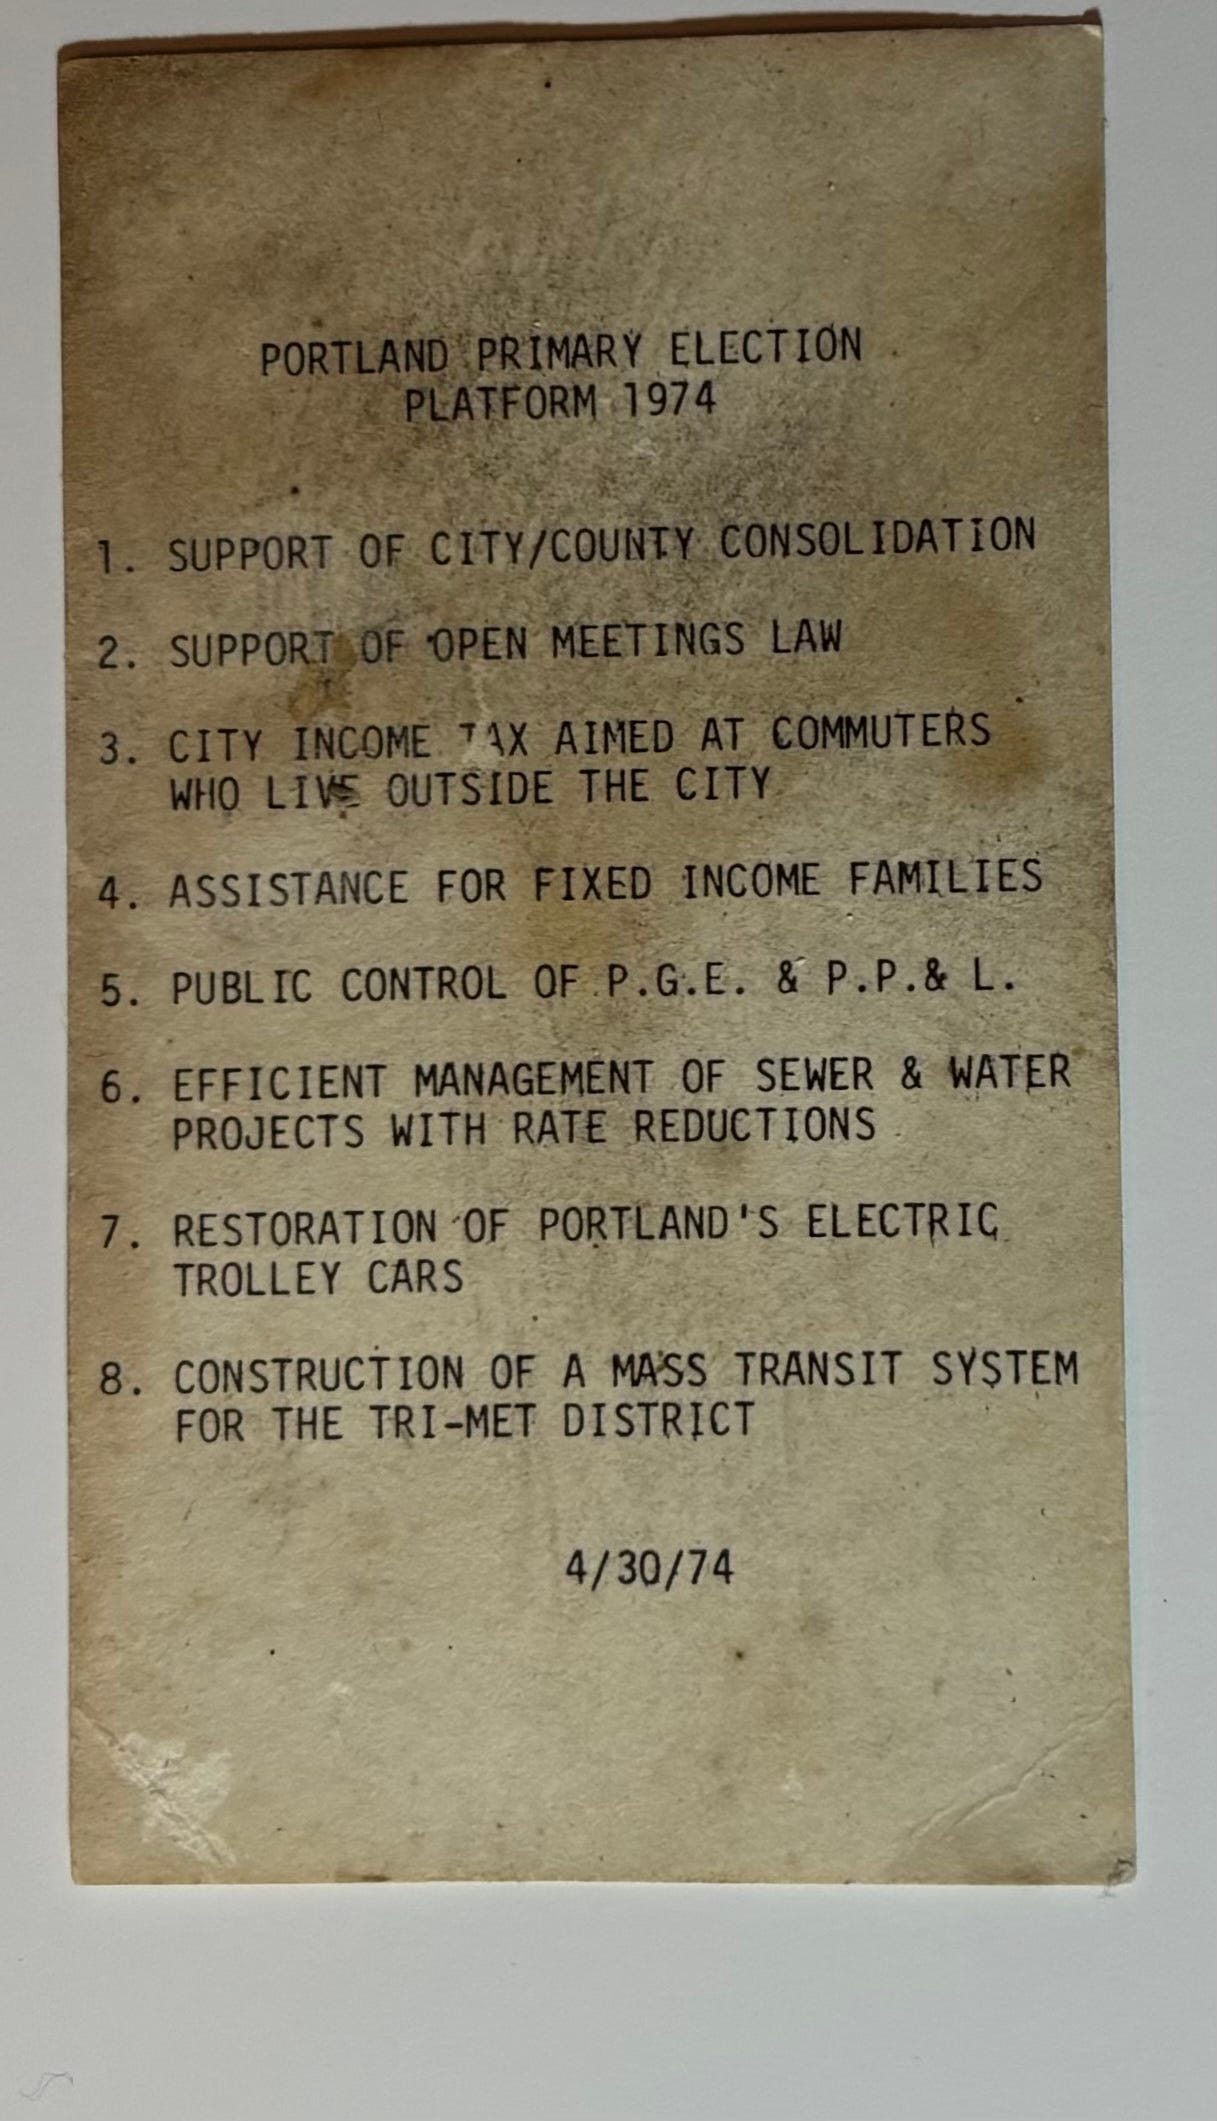 PORTLAND PRIMARY ELECTION
PLATFORM 1974
1. SUPPORT OF CITY/COUNTY CONSOLIDATION
2. SUPPORT OF OPEN MEETINGS LAW
3. CITY INCOME TAX AIMED AT COMMUTERS
WHO LIVE OUTSIDE THE CITY
4. ASSISTANCE FOR FIXED INCOME FAMILIES
5. PUBLIC CONTROL OF P.G.E. & P.P.& L.
6. EFFICIENT MANAGEMENT OF SEWER & WATER
PROJECTS WITH RATE REDUCTIONS
7. RESTORATION OF PORTLAND'S ELECTRIC
TROLLEY CARS
8. CONSTRUCTION OF A MASS TRANSIT SYSTEM
FOR THE TRI-MET DISTRICT
4/30/74